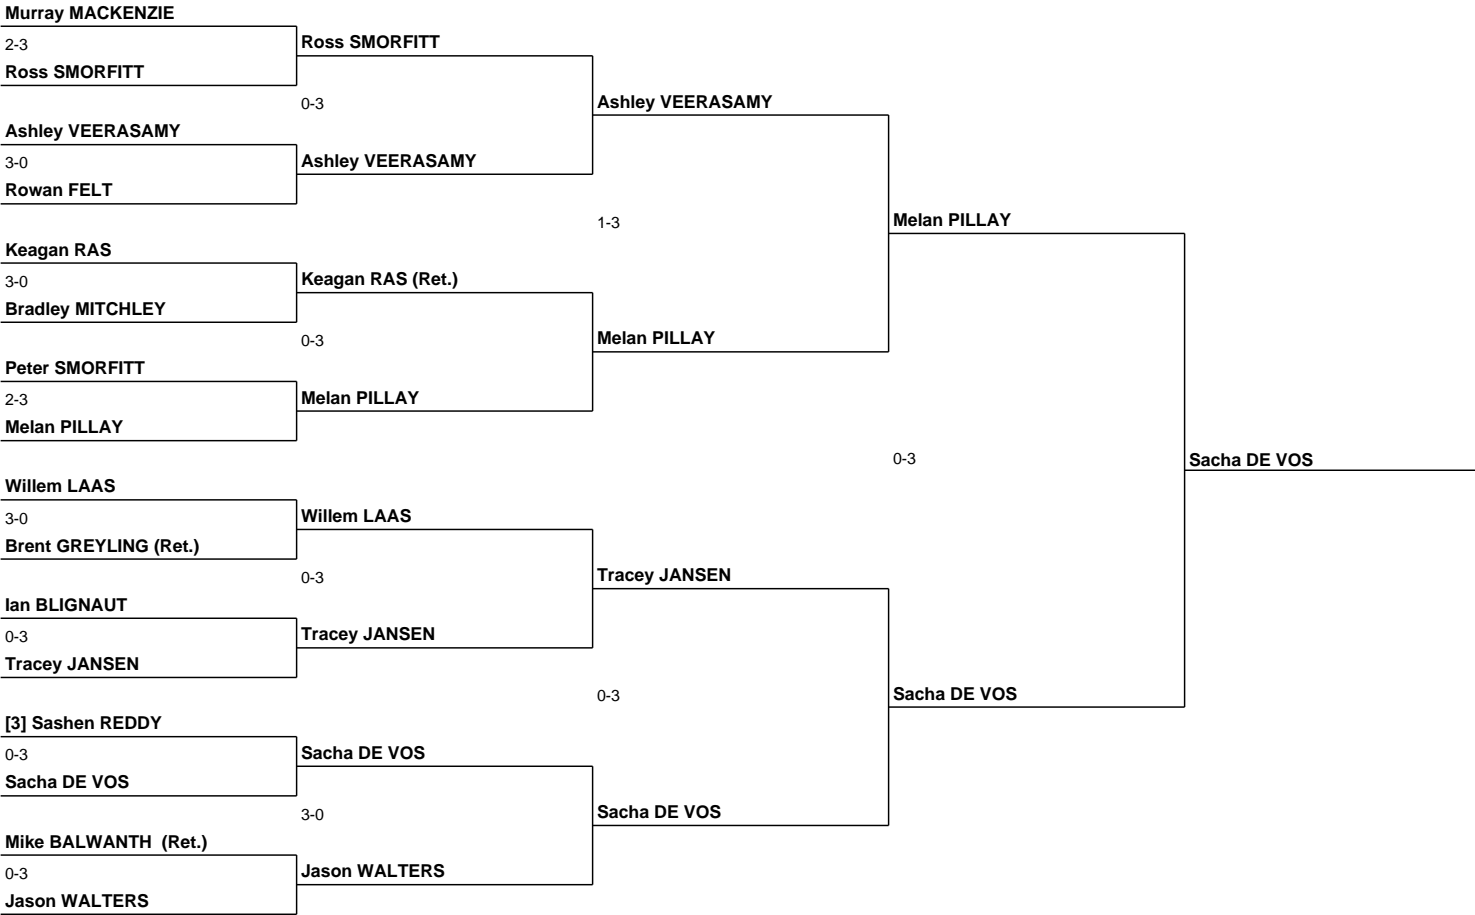 Murray MACKENZIE
2-3
Ross SMORFITT
Ross SMORFITT
0-3
Ashley VEERASAMY
Ashley VEERASAMY
3-0
Ashley VEERASAMY
Rowan FELT
1-3
Melan PILLAY
Keagan RAS
3-0
Keagan RAS (Ret.)
Bradley MITCHLEY
0-3
Melan PILLAY
Peter SMORFITT
2-3
Melan PILLAY
Melan PILLAY
0-3
Sacha DE VOS
Willem LAAS
3-0
Willem LAAS
Brent GREYLING (Ret.)
0-3
Tracey JANSEN
Ian BLIGNAUT
0-3
Tracey JANSEN
Tracey JANSEN
0-3
Sacha DE VOS
[3] Sashen REDDY
0-3
Sacha DE VOS
Sacha DE VOS
3-0
Sacha DE VOS
Mike BALWANTH (Ret.)
0-3
Jason WALTERS
Jason WALTERS